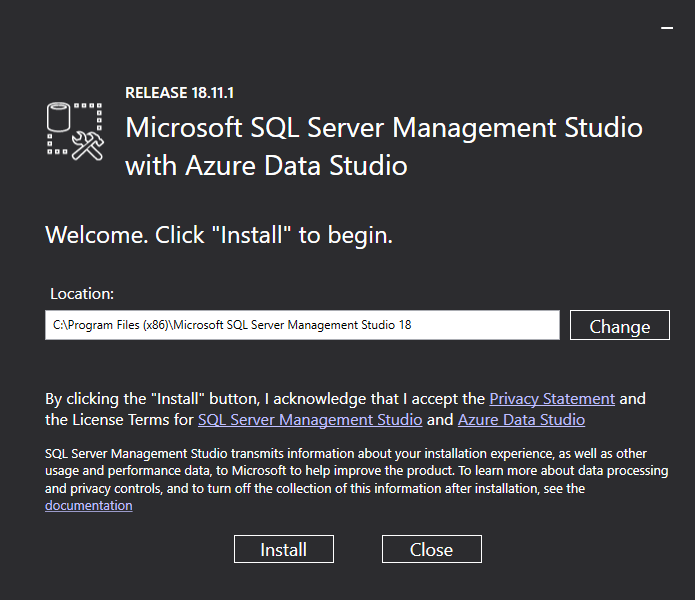 RELEASE 18.11.1
Microsoft SQL Server Management Studio
with Azure Data Studio
Welcome. Click "Install" to begin.
Location:
C:\Program Files (x86)\Microsoft SQL Server Management Studio 18
Change
By clicking the "Install" button, I acknowledge that I accept the Privacy Statement and
the License Terms for SQL Server Management Studio and Azure Data Studio
SQL Server Management Studio transmits information about your installation experience, as well as other
usage and performance data, to Microsoft to help improve the product. To learn more about data processing
and privacy controls, and to turn off the collection of this information after installation, see the
documentation
Install
Close